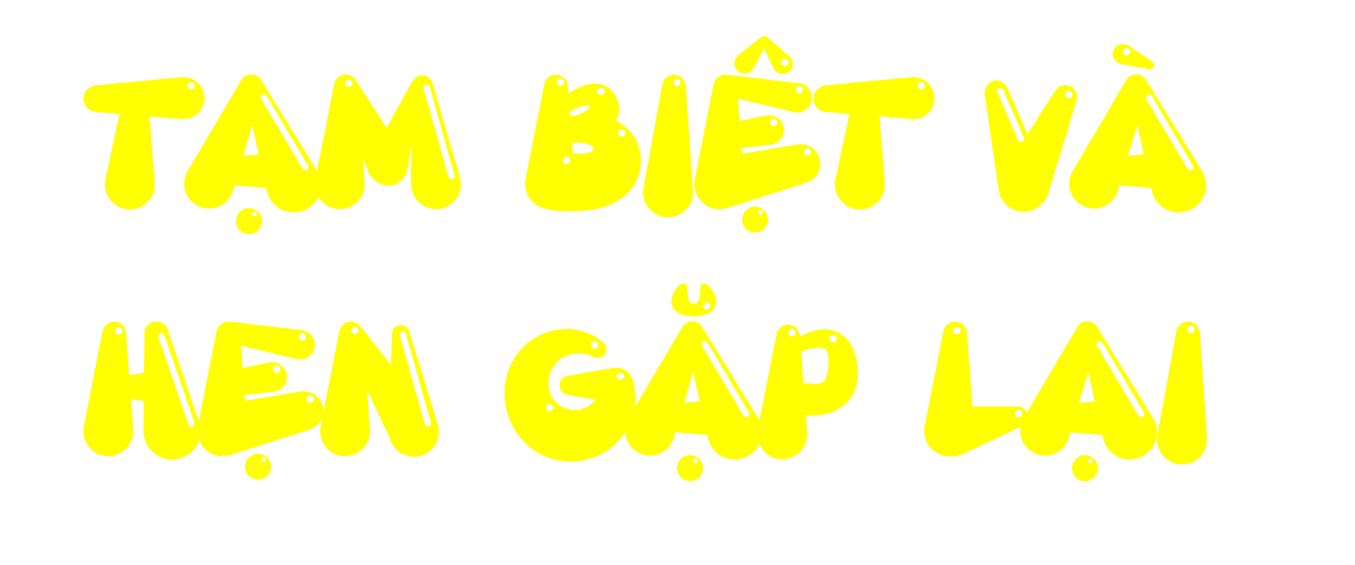 TẠM BIỆT VÀ
HẸN GẶP LẠI